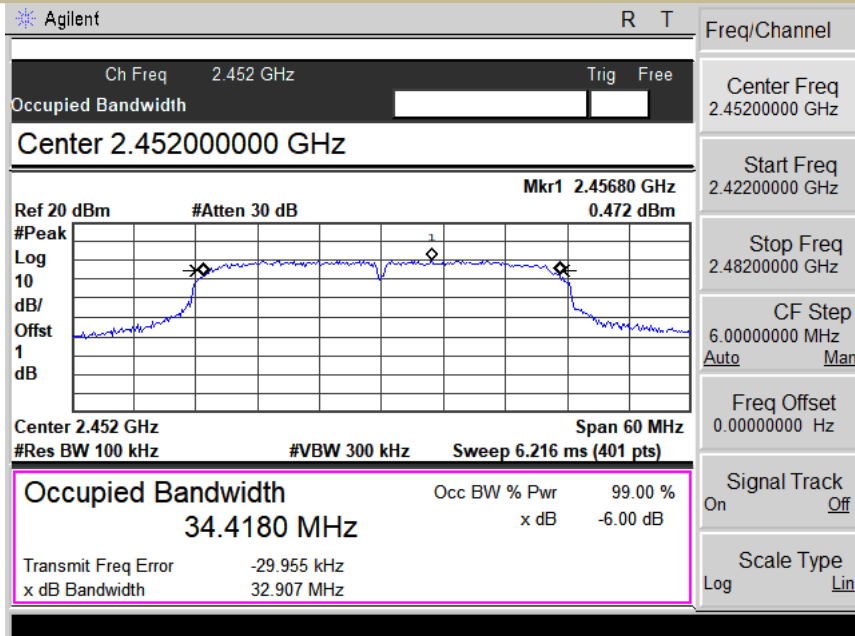 Agilent R T
Ch Freq 2.452 GHz Trig Free
Occupied Bandwidth
Center 2.452000000 GHz
Mkr1 2.45680 GHz
Ref 20 dBm #Atten 30 dB 0.472 dBm
#Peak
Log
10
dB/
Offst
1
dB
1
Center 2.452 GHz Span 60 MHz
#Res BW 100 kHz #VBW 300 kHz Sweep 6.216 ms (401 pts)
Occupied Bandwidth
34.4180 MHz
Occ BW % Pwr 99.00 %
x dB -6.00 dB
Transmit Freq Error -29.955 kHz
x dB Bandwidth 32.907 MHz
Freq/Channel
Center Freq
2.45200000 GHz
Start Freq
2.42200000 GHz
Stop Freq
2.48200000 GHz
CF Step
6.00000000 MHz
Auto Man
Freq Offset
0.00000000 Hz
Signal Track
On Off
Scale Type
Log Lin